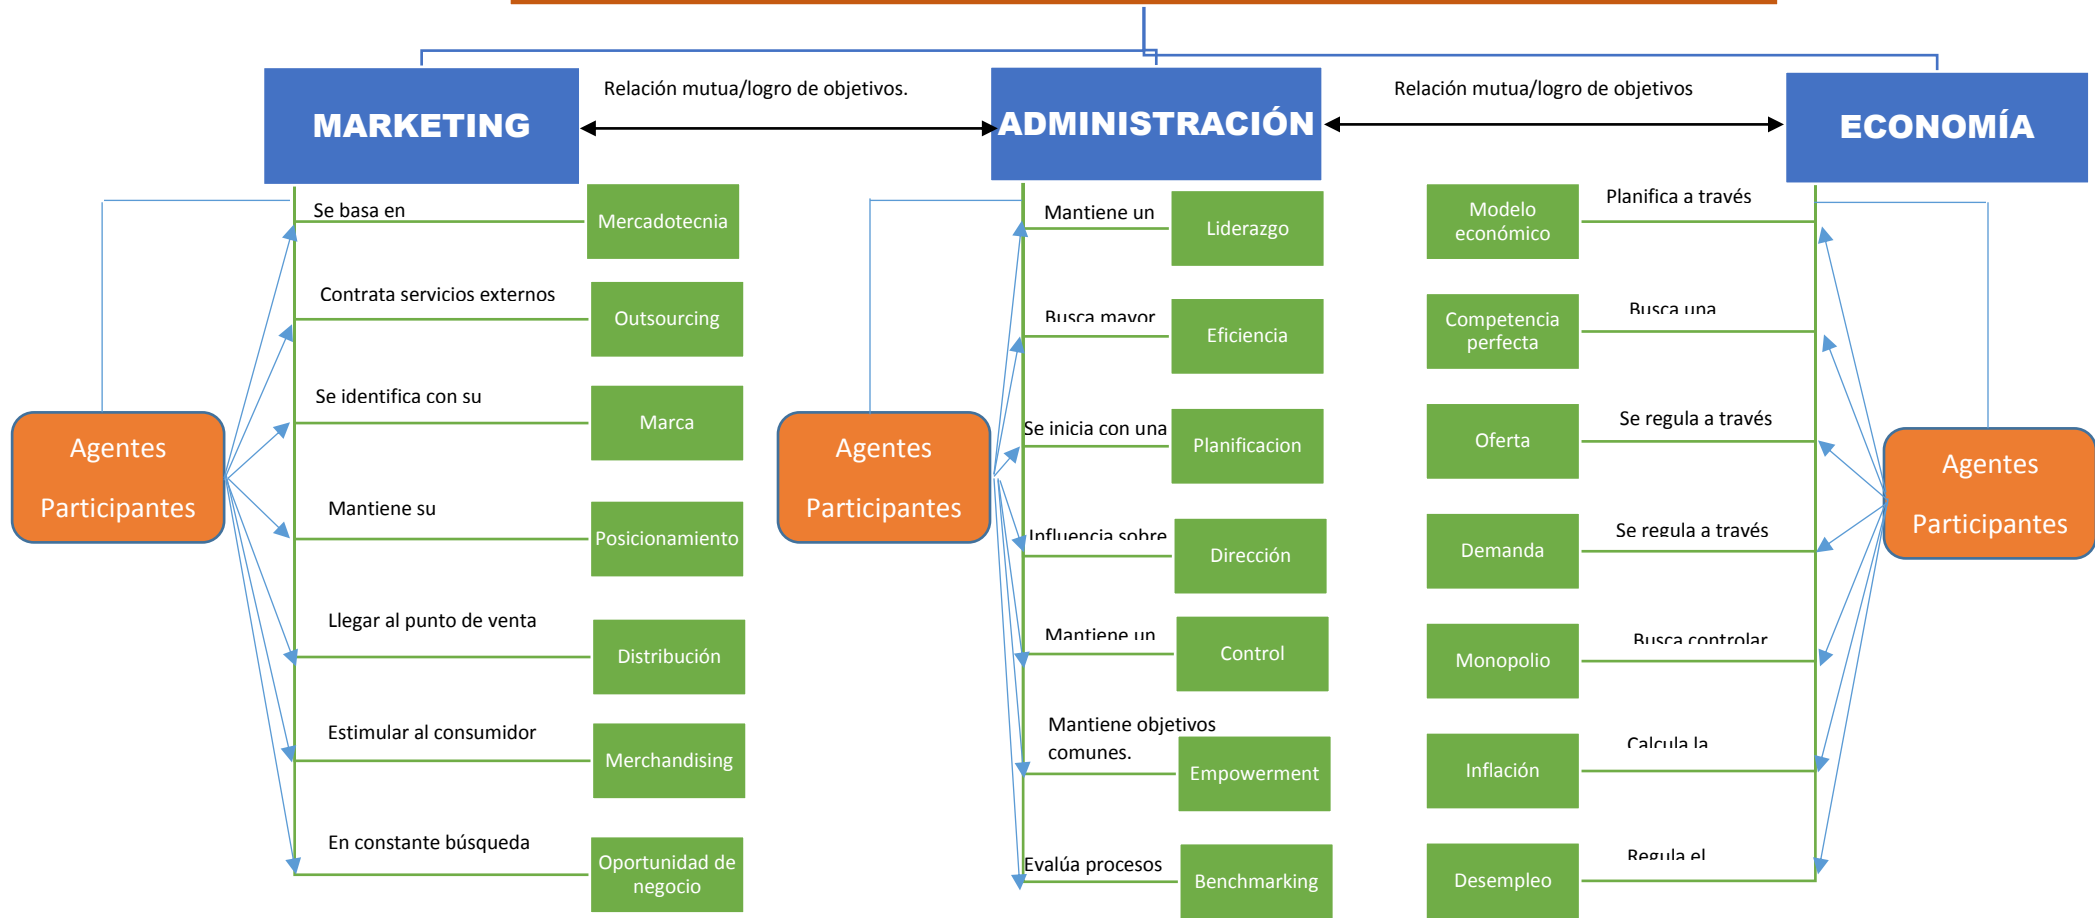 Relación mutua/logro de objetivos.
Relación mutua/logro de objetivos
MARKETING
ADMINISTRACIÓN
ECONOMÍA
Se basa en
Mercadotecnia
Contrata servicios externos
Outsourcing
Se identifica con su
Marca
Agentes
Participantes
Mantiene su
Posicionamiento
Llegar al punto de venta
Distribución
Estimular al consumidor
Merchandising
En constante búsqueda
Oportunidad de
negocio
Mantiene un
Liderazgo
Busca mayor
Eficiencia
Se inicia con una
Planificacion
Agentes
Participantes
Influencia sobre
Dirección
Mantiene un
Control
Mantiene objetivos
comunes.
Empowerment
Evalúa procesos
Benchmarking
Modelo
económico
Planifica a través
Competencia
perfecta
Busca una
Oferta
Se regula a través
Agentes
Participantes
Demanda
Se regula a través
Monopolio
Busca controlar
Inflación
Calcula la
Desempleo
Regula el